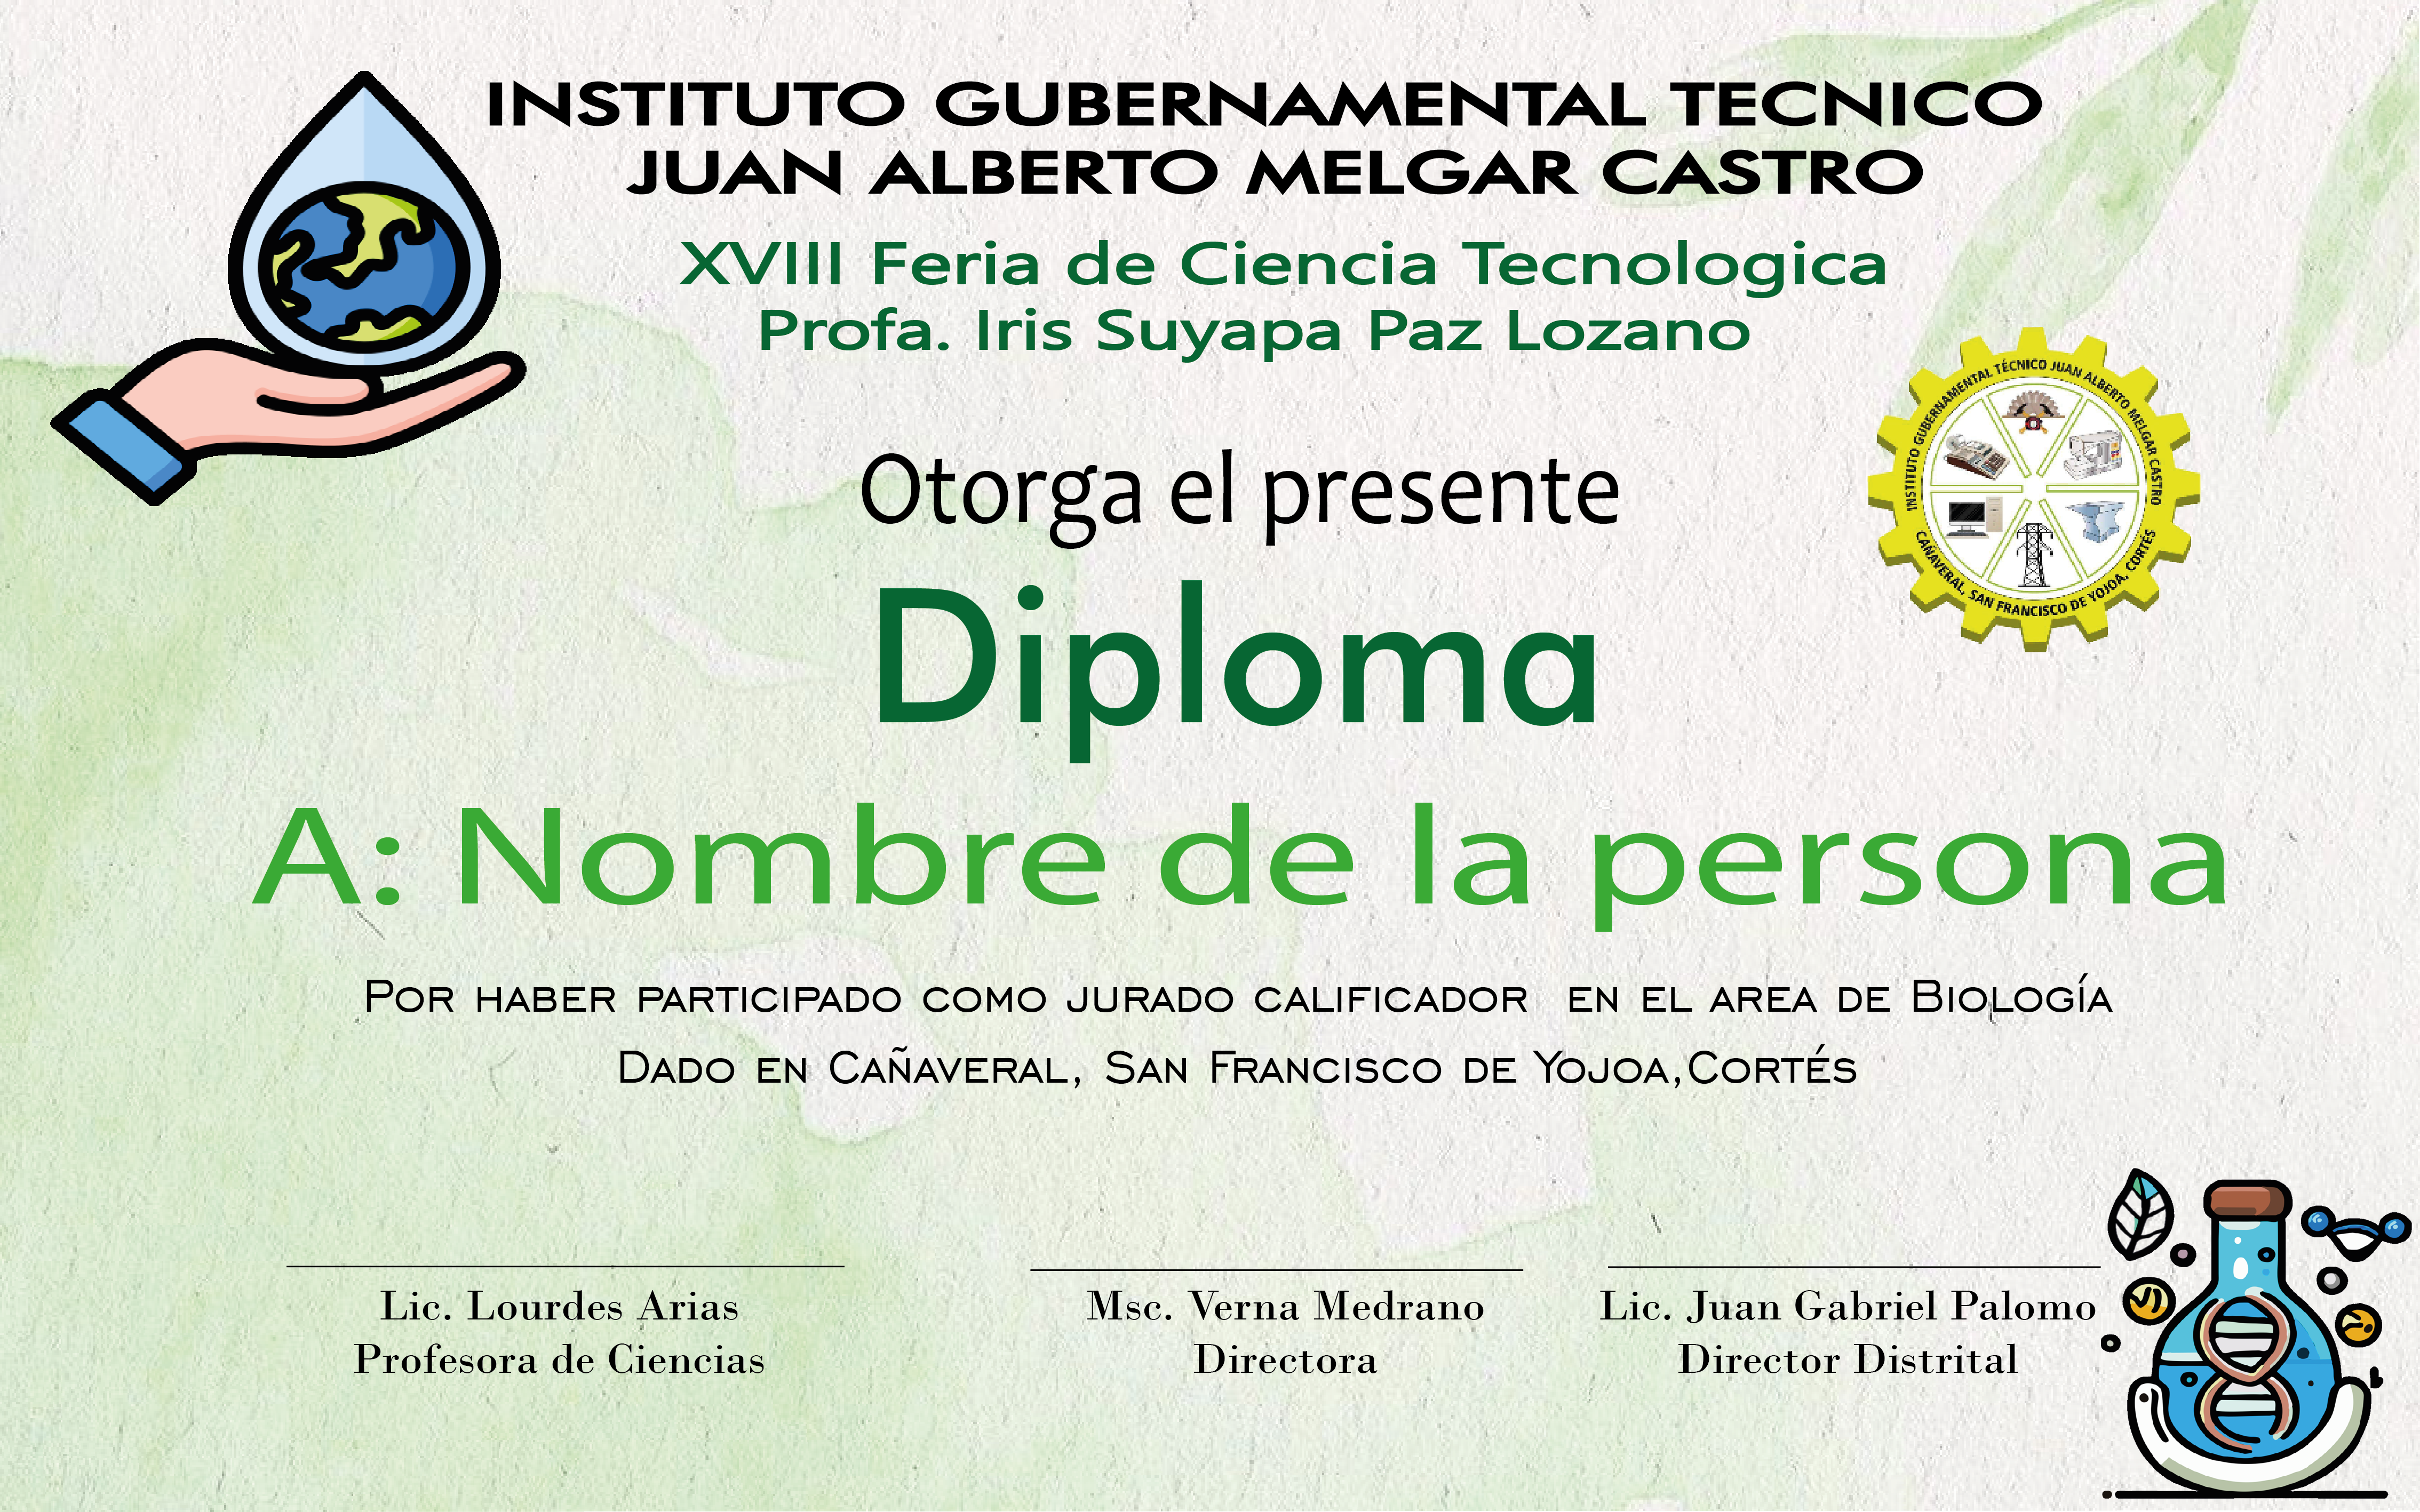 INSTITUTO GUBERNAMENTAL TECNICO
JUAN ALBERTO MELGAR CASTRO
XVIII Feria de Ciencia Tecnologica
Profa. Iris Suyapa Paz Lozano
INSTITUTO GUBERNAMENTAL TÉCNICO JUAN ALBERTO MELGAR CASTRO
CAÑAVERAL, SAN FRANCISCO DE YOJOA, CORTÉS
Otorga el presente
Diploma
A: Nombre de la persona
Por haber participado como jurado calificador  en el area de Biología
Dado en Cañaveral, San Francisco de Yojoa,Cortés
Lic. Lourdes Arias
Profesora de Ciencias
Msc. Verna Medrano
Directora
Lic. Juan Gabriel Palomo
Director Distrital